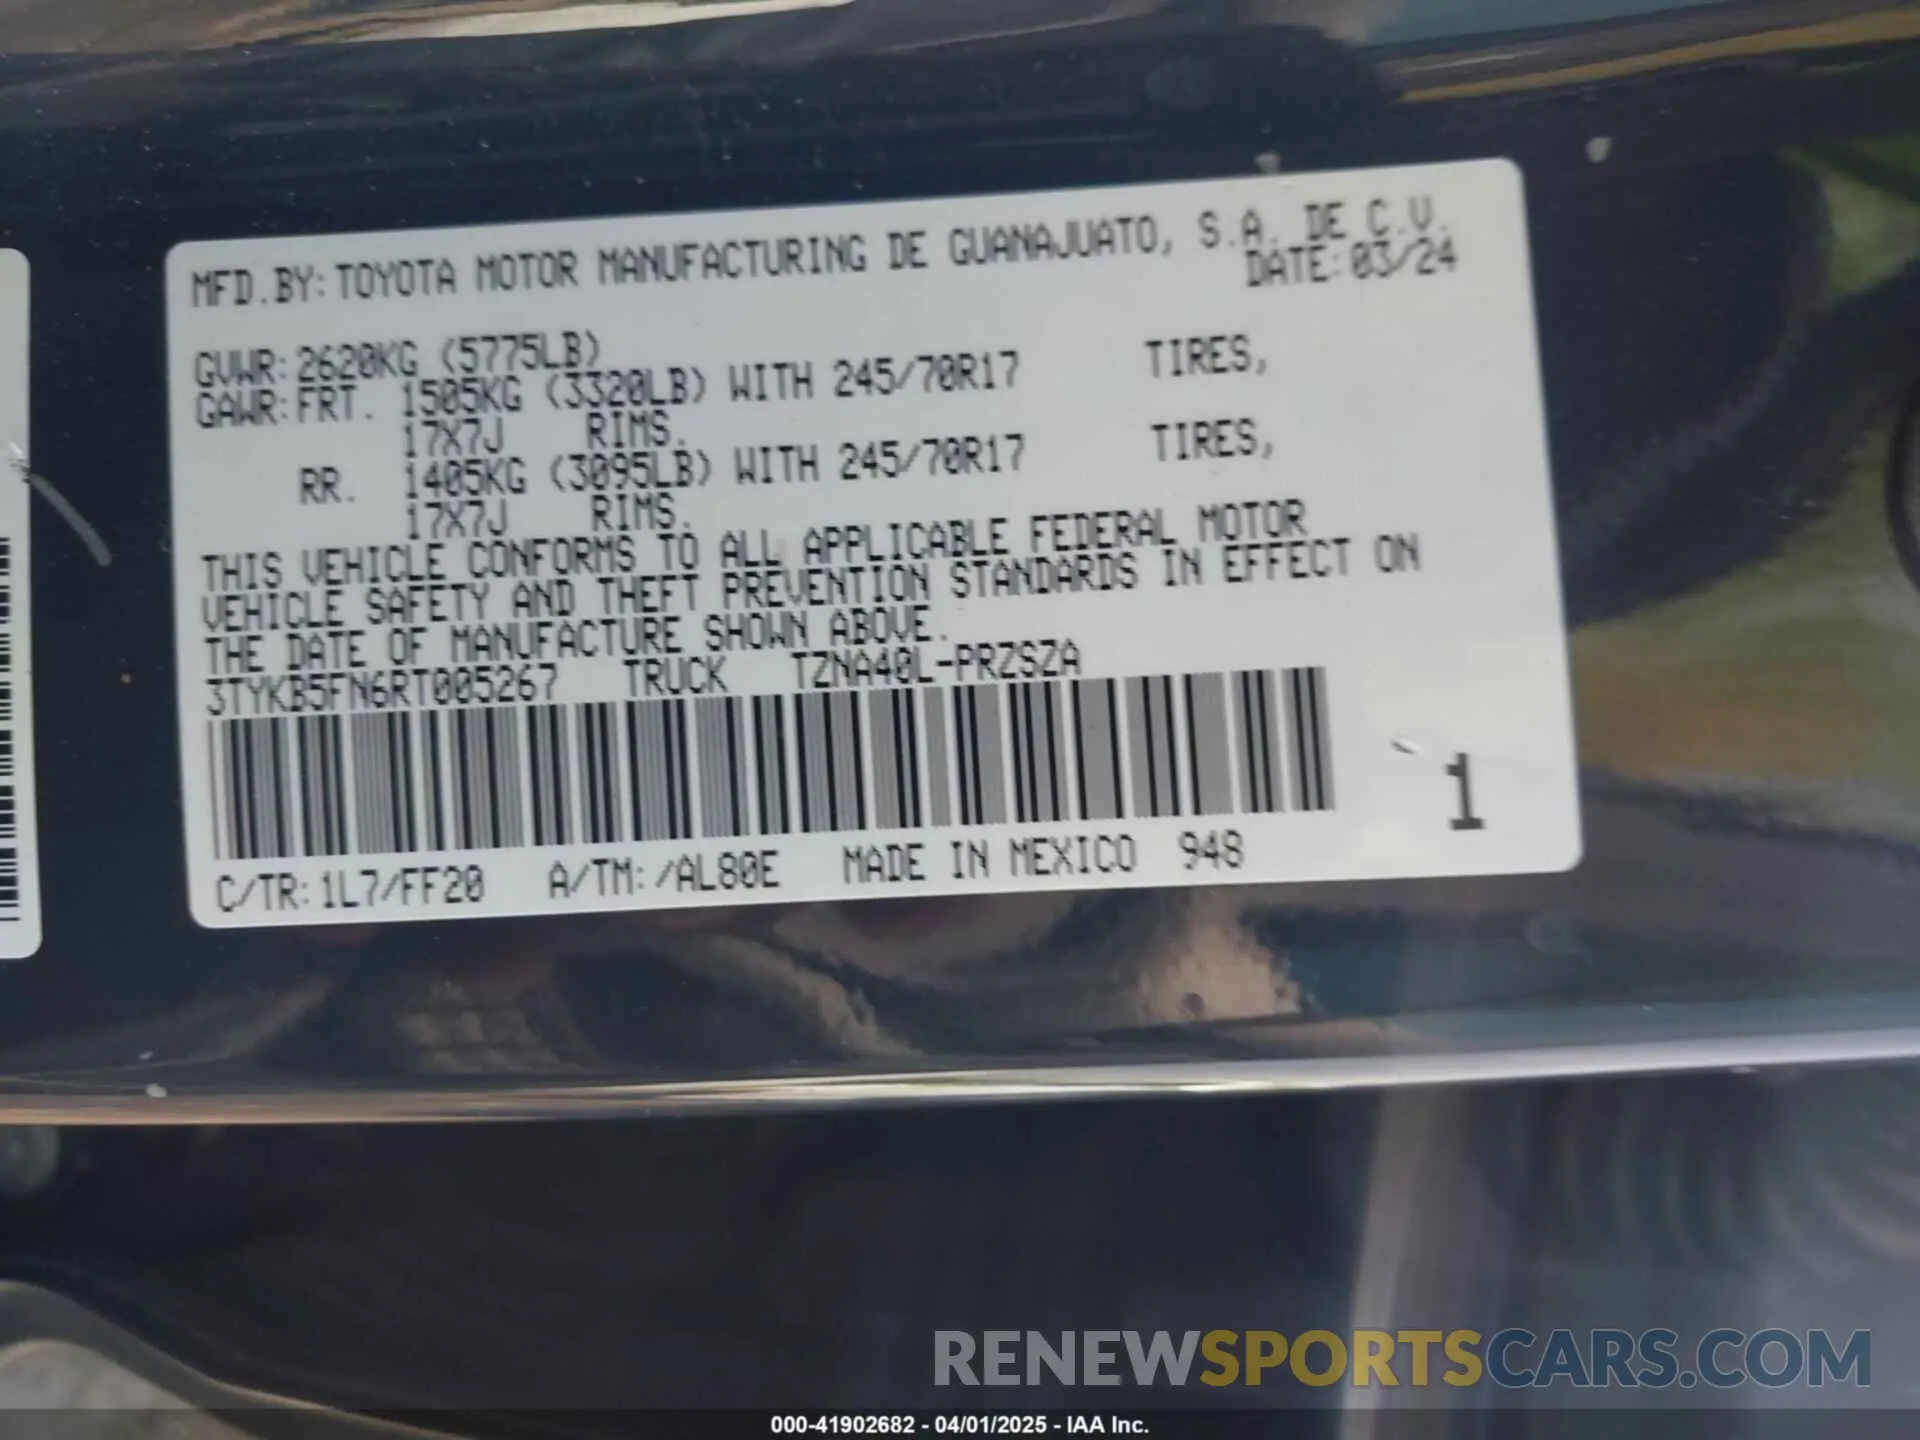 MFD.BY:TOYOTA MOTOR MANUFACTURING DE GUANAJUATO, S.A. DE C.V.
DATE:03/24
GVWR:2620KG (5775LB)
GAWR:FRT. 1505KG (3320LB) WITH 245/70R17 TIRES,
17X7J RIMS.
RR. 1405KG (3095LB) WITH 245/70R17 TIRES,
17X7J RIMS.
THIS VEHICLE CONFORMS TO ALL APPLICABLE FEDERAL MOTOR
VEHICLE SAFETY AND THEFT PREVENTION STANDARDS IN EFFECT ON
THE DATE OF MANUFACTURE SHOWN ABOVE.
3TYKB5FN6RT005267 TRUCK TZNA40L-PRZSZA
1
C/TR:1L7/FF20 A/TM:/AL80E MADE IN MEXICO 948
RENEWSPORTSCARS.COM
000-41902682 - 04/01/2025 - IAA Inc.